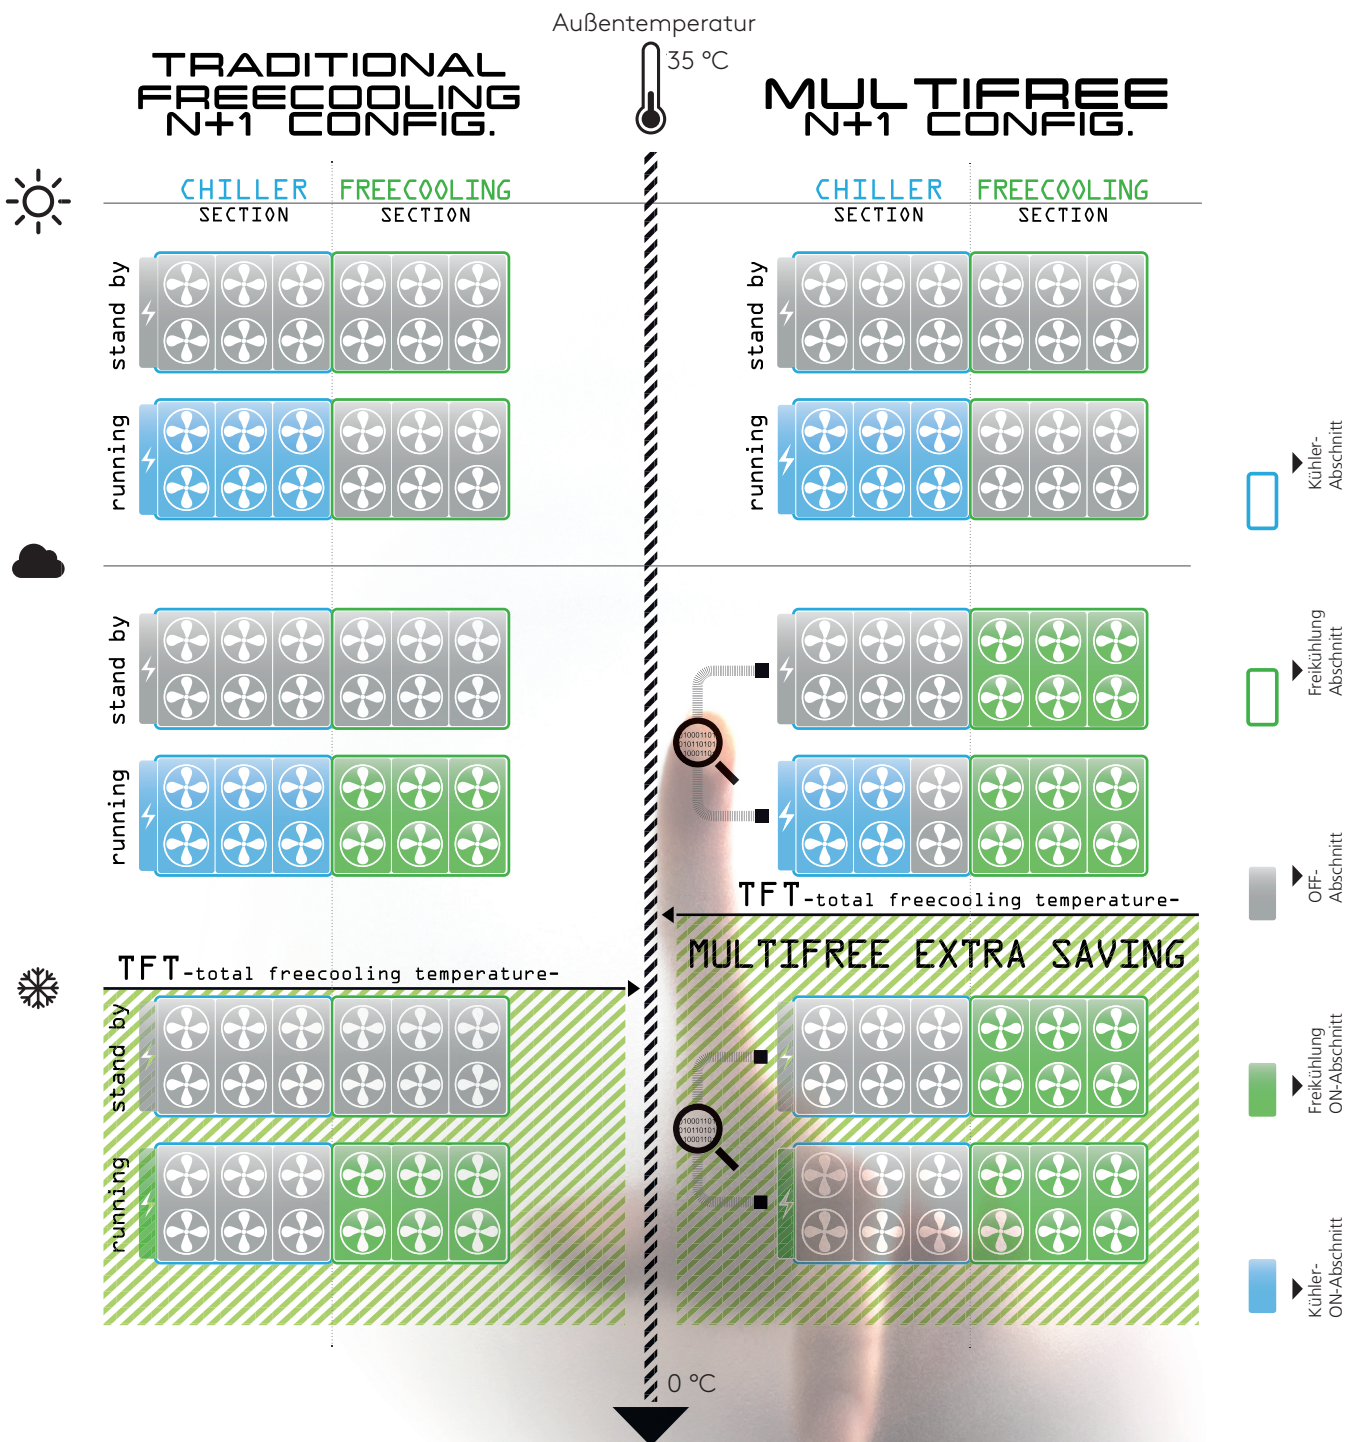 Außentemperatur
35 °C
TRADITIONAL
FREECOOLING
N+1 CONFIG.
MULTIFREE
N+1 CONFIG.
CHILLER
SECTION
FREECOOLING
SECTION
CHILLER
SECTION
FREECOOLING
SECTION
stand by
stand by
running
running
stand by
running
TFT-total freecooling temperature-
MULTIFREE EXTRA SAVING
TFT-total freecooling temperature-
stand by
running
0 °C
Kühler-
Abschnitt
Freikühlung
Abschnitt
OFF-
Abschnitt
Freikühlung
ON-Abschnitt
Kühler-
ON-Abschnitt